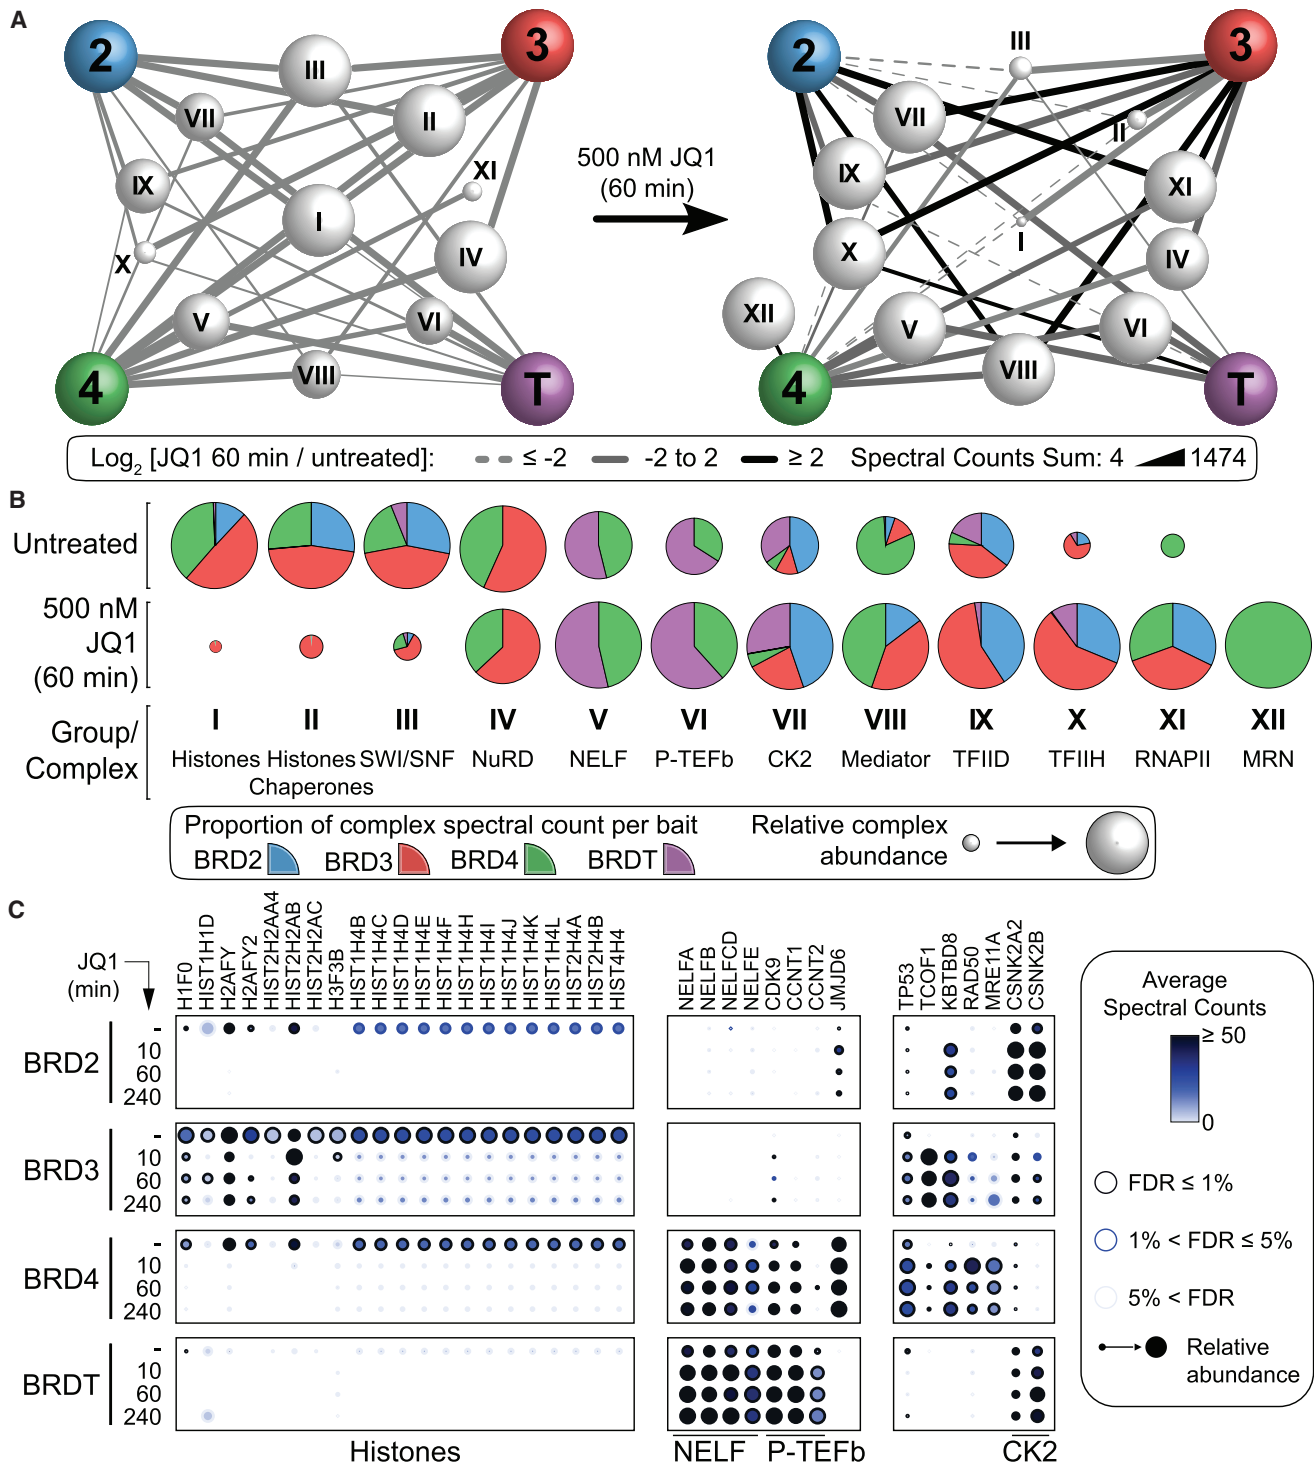 A
2
3
III
VII
II
IX
XI
I
X
IV
V
VI
VIII
4
T
500 nM JQ1
(60 min)
2
3
III
VII
II
IX
XI
I
X
IV
XII
V
VI
VIII
4
T
Log2 [JQ1 60 min / untreated]: ≤ -2 -2 to 2 ≥ 2 Spectral Counts Sum: 4 1474
B
Untreated
500 nM
JQ1
(60 min)
Group/
Complex
I II III IV V VI VII VIII IX X XI XII
Histones Histones SWI/SNF NuRD NELF P-TEFb CK2 Mediator TFIID TFIIH RNAPII MRN
Chaperones
Proportion of complex spectral count per bait
BRD2 BRD3 BRD4 BRDT
Relative complex
abundance
C
JQ1
(min)
H1F0
HIST1H1D
H2AFY
H2AFY2
HIST2H2AA4
HIST2H2AB
HIST2H2AC
H3F3B
HIST1H4B
HIST1H4C
HIST1H4D
HIST1H4E
HIST1H4F
HIST1H4H
HIST1H4I
HIST1H4J
HIST1H4K
HIST1H4L
HIST2H4A
HIST2H4B
HIST4H4
NELFA
NELFB
NELFCD
NELFE
CDK9
CCNT1
CCNT2
JMJD6
TP53
TCOF1
KBTBD8
RAD50
MRE11A
CSNK2A2
CSNK2B
BRD2
-
10
60
240
BRD3
-
10
60
240
BRD4
-
10
60
240
BRDT
-
10
60
240
Histones
NELF
P-TEFb
CK2
Average
Spectral Counts
≥ 50
0
FDR ≤ 1%
1% < FDR ≤ 5%
5% < FDR
Relative
abundance